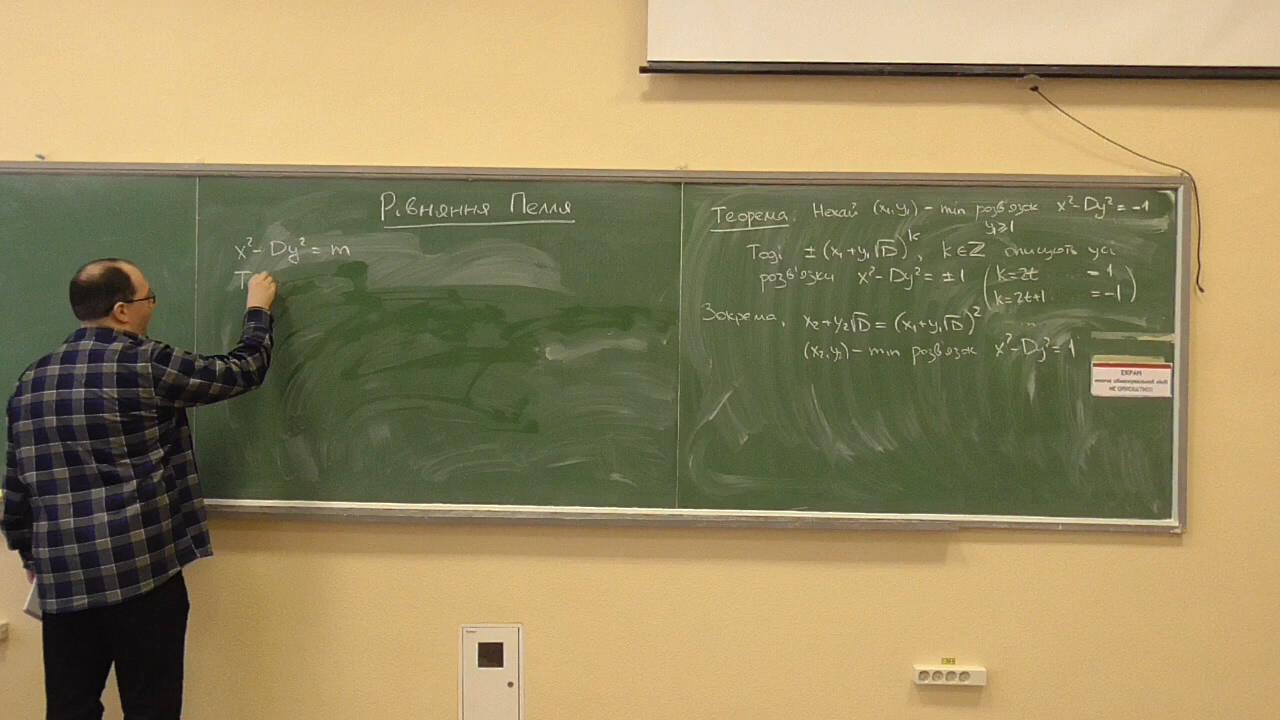 Рівняння Пелля
x² - Dy² = m
Т
Теорема. Нехай (x₁, y₁) - min розв'язок x² - Dy² = -1
y₁ ≥ 1
Тоді ± (x₁ + y₁√D)ᵏ, k ∈ ℤ описують усі
розв'язки x² - Dy² = ± 1 (k = 2t = 1
k = 2t+1 = -1)
Зокрема, x₂ + y₂√D = (x₁ + y₁√D)²
(x₂, y₂) - min розв'язок x² - Dy² = 1
ЕКРАН
НЕ ОПУСКАТИ!!!